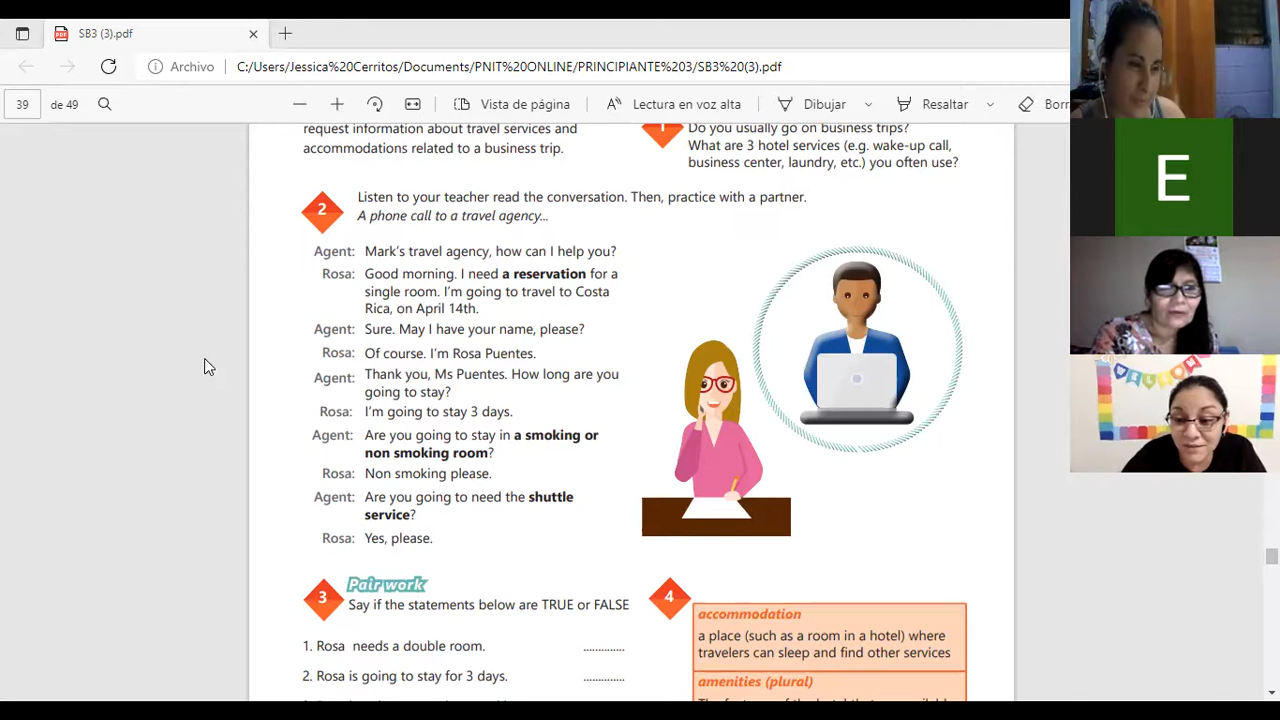 SB3 (3).pdf
Archivo
C:/Users/Jessica%20Cerritos/Documents/PNIT%20ONLINE/PRINCIPIANTE%203/SB3%20(3).pdf
39
de 49
Vista de página
Lectura en voz alta
Dibujar
Resaltar
Borr
request information about travel services and
accommodations related to a business trip.
1
Do you usually go on business trips?
What are 3 hotel services (e.g. wake-up call,
business center, laundry, etc.) you often use?
2
Listen to your teacher read the conversation. Then, practice with a partner.
A phone call to a travel agency...
Agent: Mark's travel agency, how can I help you?
Rosa: Good morning. I need a reservation for a
single room. I'm going to travel to Costa
Rica, on April 14th.
Agent: Sure. May I have your name, please?
Rosa: Of course. I'm Rosa Puentes.
Agent: Thank you, Ms Puentes. How long are you
going to stay?
Rosa: I'm going to stay 3 days.
Agent: Are you going to stay in a smoking or
non smoking room?
Rosa: Non smoking please.
Agent: Are you going to need the shuttle
service?
Rosa: Yes, please.
3
Pair work
Say if the statements below are TRUE or FALSE
1. Rosa needs a double room. ..............
2. Rosa is going to stay for 3 days. ..............
4
accommodation
a place (such as a room in a hotel) where
travelers can sleep and find other services
amenities (plural)
E